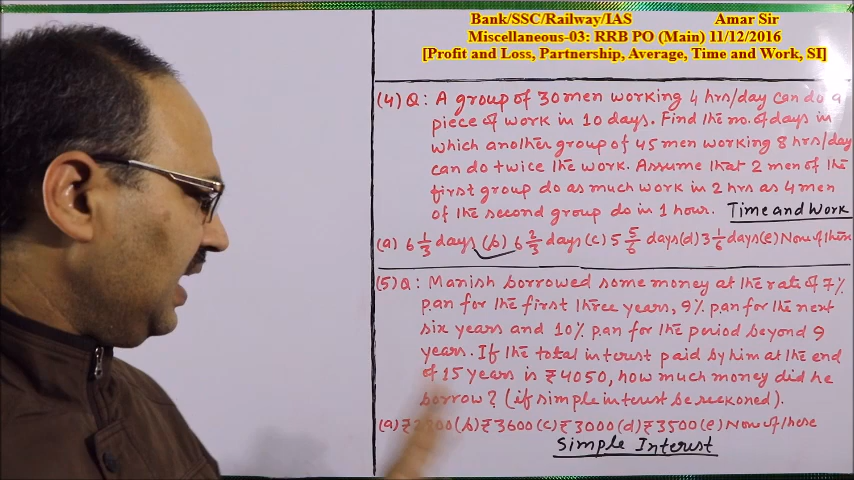 Bank/SSC/Railway/IAS Amar Sir
Miscellaneous-03: RRB PO (Main) 11/12/2016
[Profit and Loss, Partnership, Average, Time and Work, SI]
(4) Q: A group of 30 men working 4 hrs/day can do a
piece of work in 10 days. Find the no. of days in
which another group of 45 men working 8 hrs/day
can do twice the work. Assume that 2 men of the
first group do as much work in 2 hrs as 4 men
of the second group do in 1 hour. Time and Work
(a) 6 1/3 days (b) 6 2/3 days (c) 5 5/6 days (d) 3 1/6 days (e) None of these
(5) Q: Manish borrowed some money at the rate of 7%
p.an for the first three years, 9% p.an for the next
six years and 10% p.an for the period beyond 9
years. If the total interest paid by him at the end
of 15 years is ₹4050, how much money did he
borrow? (if simple interest be reckoned).
(a) (b) ₹3600 (c) ₹3000 (d) ₹3500 (e) None of these
Simple Interest